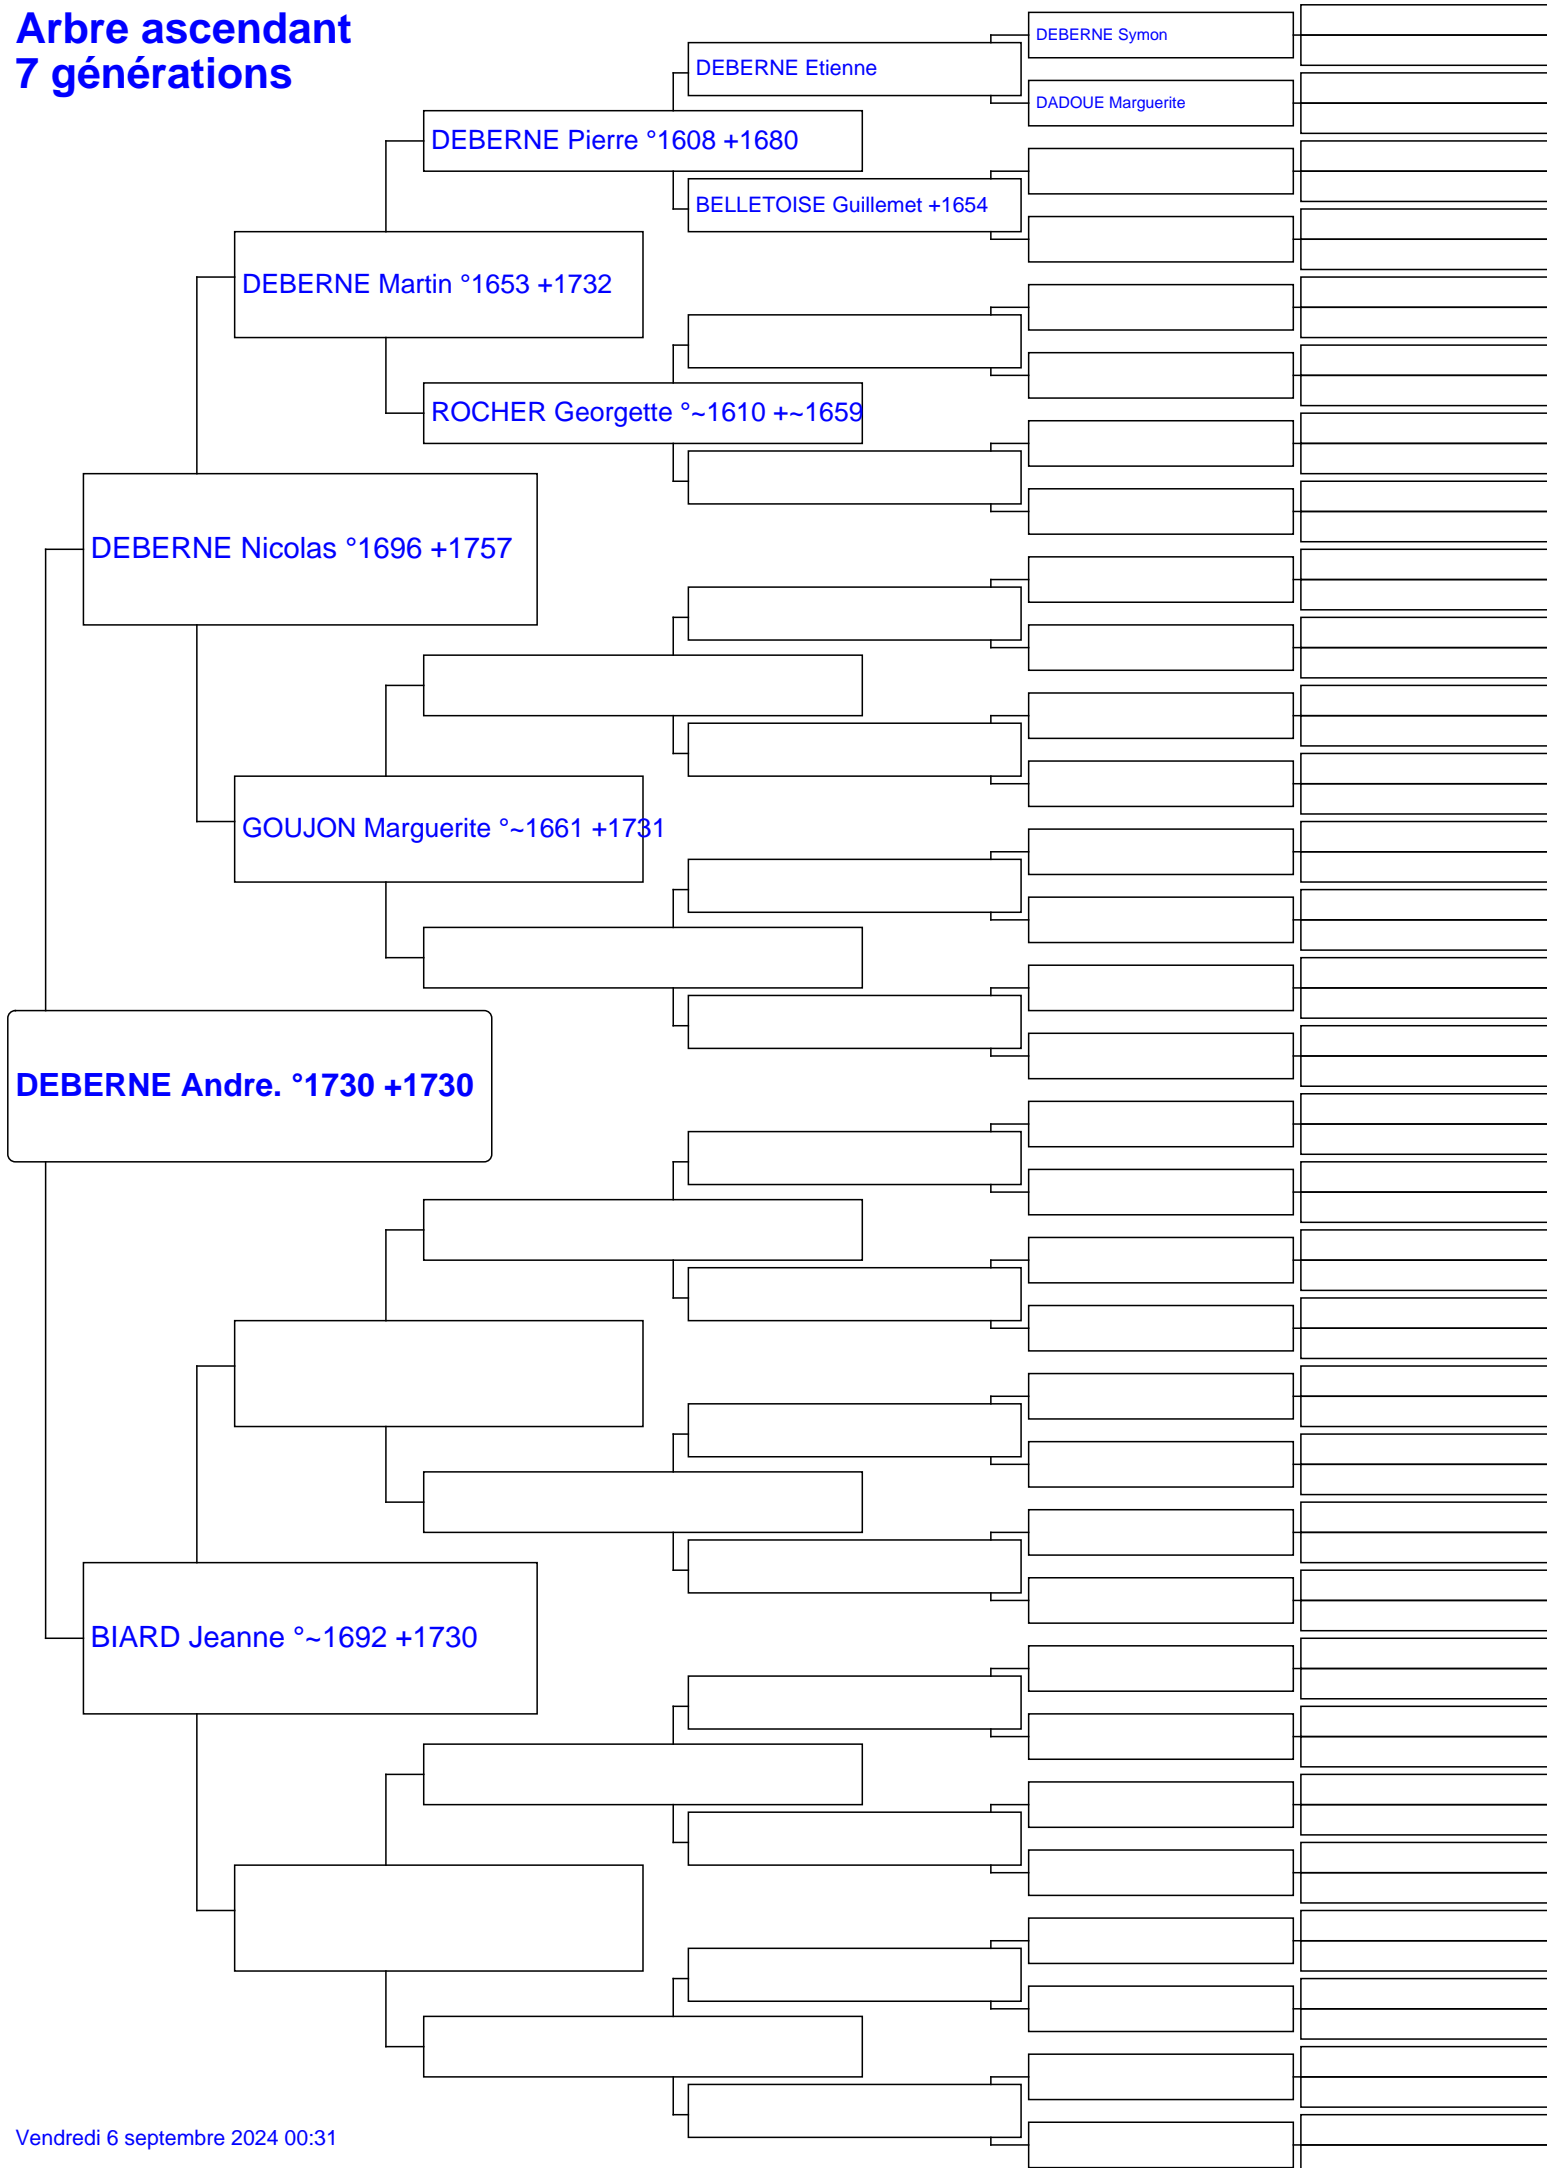 Arbre ascendant
7 générations
DEBERNE Symon
DEBERNE Etienne
DADOUE Marguerite
DEBERNE Pierre °1608 +1680
BELLETOISE Guillemet +1654
DEBERNE Martin °1653 +1732
ROCHER Georgette °~1610 +~1659
DEBERNE Nicolas °1696 +1757
GOUJON Marguerite °~1661 +1731
DEBERNE Andre. °1730 +1730
BIARD Jeanne °~1692 +1730
Vendredi 6 septembre 2024 00:31